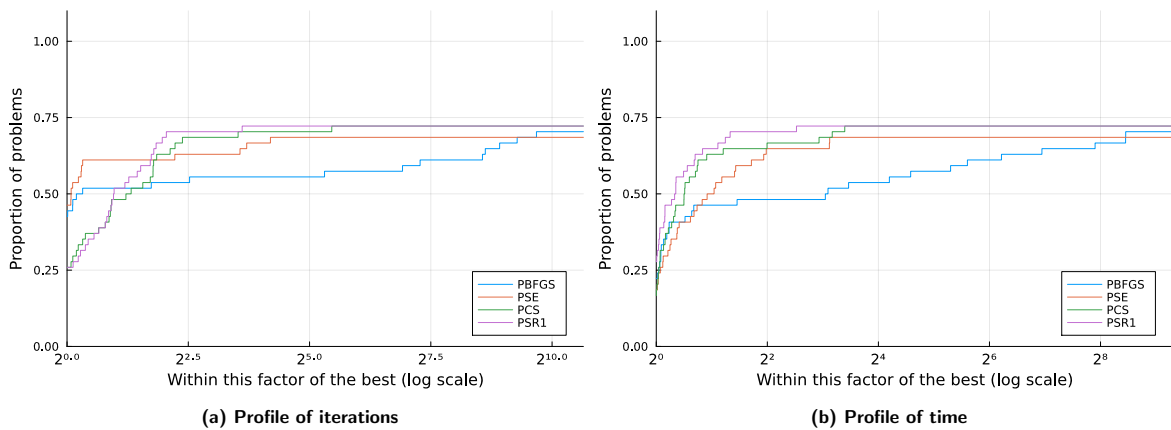 Proportion of problems
1.00
0.75
0.50
0.25
0.00
2^0.0
2^2.5
2^5.0
2^7.5
2^10.0
Within this factor of the best (log scale)
PBFGS
PSE
PCS
PSR1
(a) Profile of iterations
Proportion of problems
1.00
0.75
0.50
0.25
0.00
2^0
2^2
2^4
2^6
2^8
Within this factor of the best (log scale)
PBFGS
PSE
PCS
PSR1
(b) Profile of time